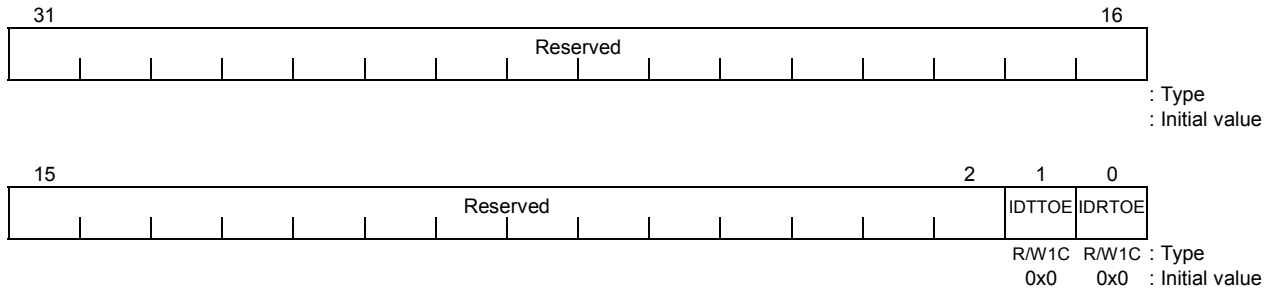 31 16
Reserved
: Type
: Initial value
15 2 1 0
Reserved IDTTOE IDRTOE
R/W1C R/W1C : Type
0x0 0x0 : Initial value